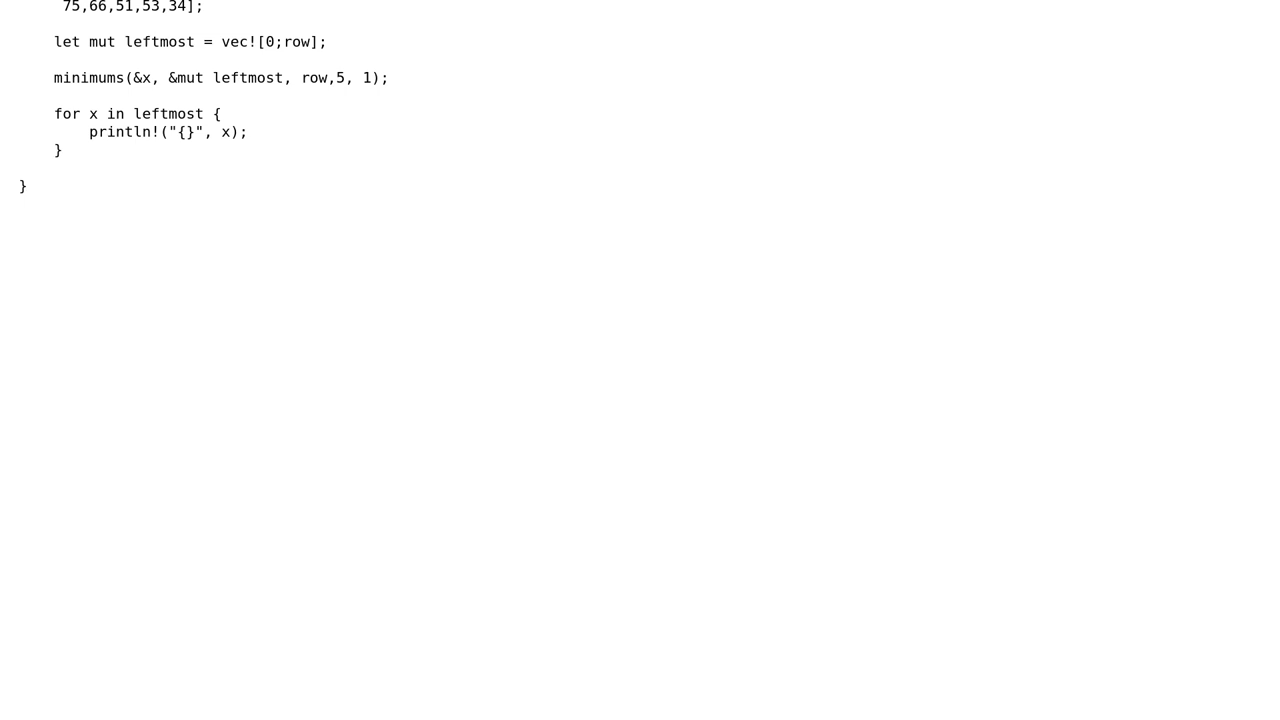 75,66,51,53,34];

    let mut leftmost = vec![0;row];

    minimums(&x, &mut leftmost, row,5, 1);

    for x in leftmost {
        println!("{}", x);
    }

}